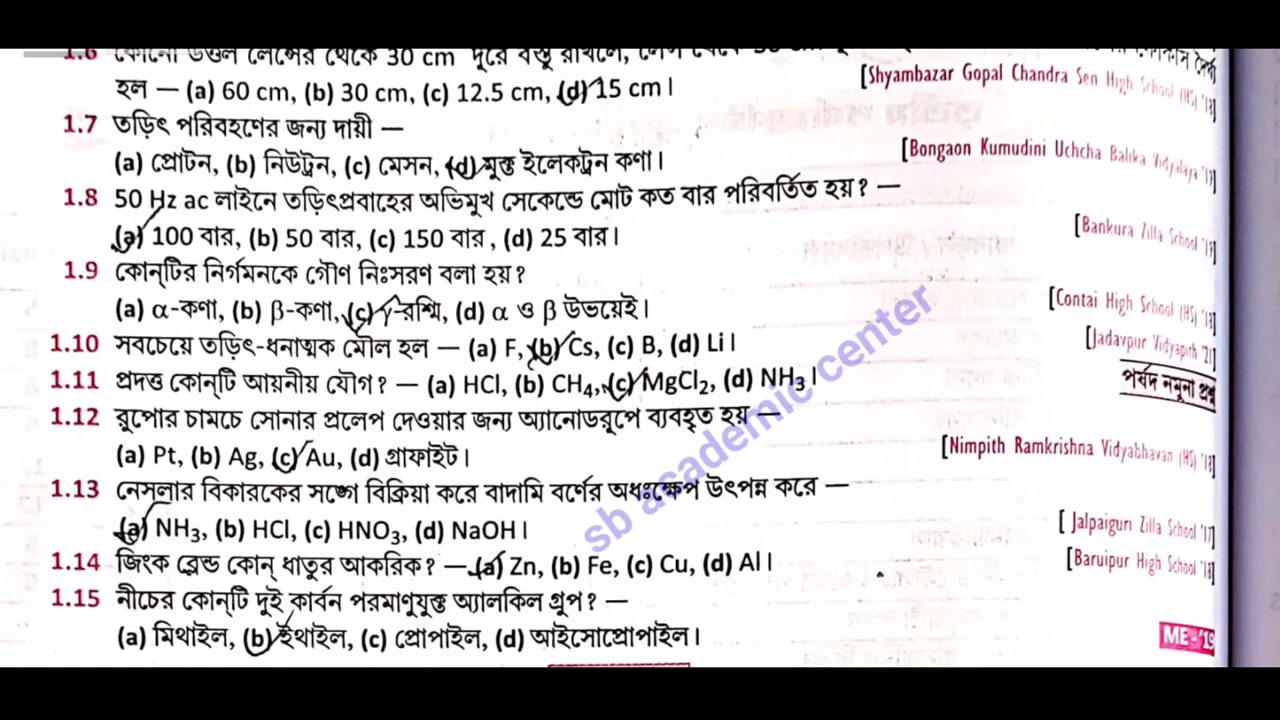 1.6 কোনো উত্তল লেন্সের থেকে 30 cm দূরে বস্তু রাখলে, লেন্স থেকে
হল — (a) 60 cm, (b) 30 cm, (c) 12.5 cm, (d) 15 cm।
[Shyambazar Gopal Chandra Sen High School (HS) '18]
1.7 তড়িৎ পরিবহণের জন্য দায়ী —
(a) প্রোটন, (b) নিউট্রন, (c) মেসন, (d) মুক্ত ইলেকট্রন কণা।
[Bongaon Kumudini Uchcha Balika Vidyalaya '19]
1.8 50 Hz ac লাইনে তড়িৎপ্রবাহের অভিমুখ সেকেন্ডে মোট কত বার পরিবর্তিত হয়? —
(a) 100 বার, (b) 50 বার, (c) 150 বার, (d) 25 বার।
[Bankura Zilla School '19]
1.9 কোন্‌টির নির্গমনকে গৌণ নিঃসরণ বলা হয়?
(a) α-কণা, (b) β-কণা, (c) γ-রশ্মি, (d) α ও β উভয়েই।
[Contai High School (HS) '18]
1.10 সবচেয়ে তড়িৎ-ধনাত্মক মৌল হল — (a) F, (b) Cs, (c) B, (d) Li।
[Jadavpur Vidyapith '21]
1.11 প্রদত্ত কোন্‌টি আয়নীয় যৌগ? — (a) HCl, (b) CH₄, (c) MgCl₂, (d) NH₃।
পর্ষদ নমুনা প্রশ্ন
1.12 রুপোর চামচে সোনার প্রলেপ দেওয়ার জন্য অ্যানোডরূপে ব্যবহৃত হয় —
(a) Pt, (b) Ag, (c) Au, (d) গ্রাফাইট।
[Nimpith Ramkrishna Vidyabhavan (HS) '18]
1.13 নেসলার বিকারকের সঙ্গে বিক্রিয়া করে বাদামি বর্ণের অধঃক্ষেপ উৎপন্ন করে —
(a) NH₃, (b) HCl, (c) HNO₃, (d) NaOH।
[Jalpaiguri Zilla School '17]
1.14 জিংক ব্লেন্ড কোন্ ধাতুর আকরিক? — (a) Zn, (b) Fe, (c) Cu, (d) Al।
[Baruipur High School '18]
1.15 নীচের কোন্‌টি দুই কার্বন পরমাণুযুক্ত অ্যালকিল গ্রুপ? —
(a) মিথাইল, (b) ইথাইল, (c) প্রোপাইল, (d) আইসোপ্রোপাইল।
ME - '19
sb academic center